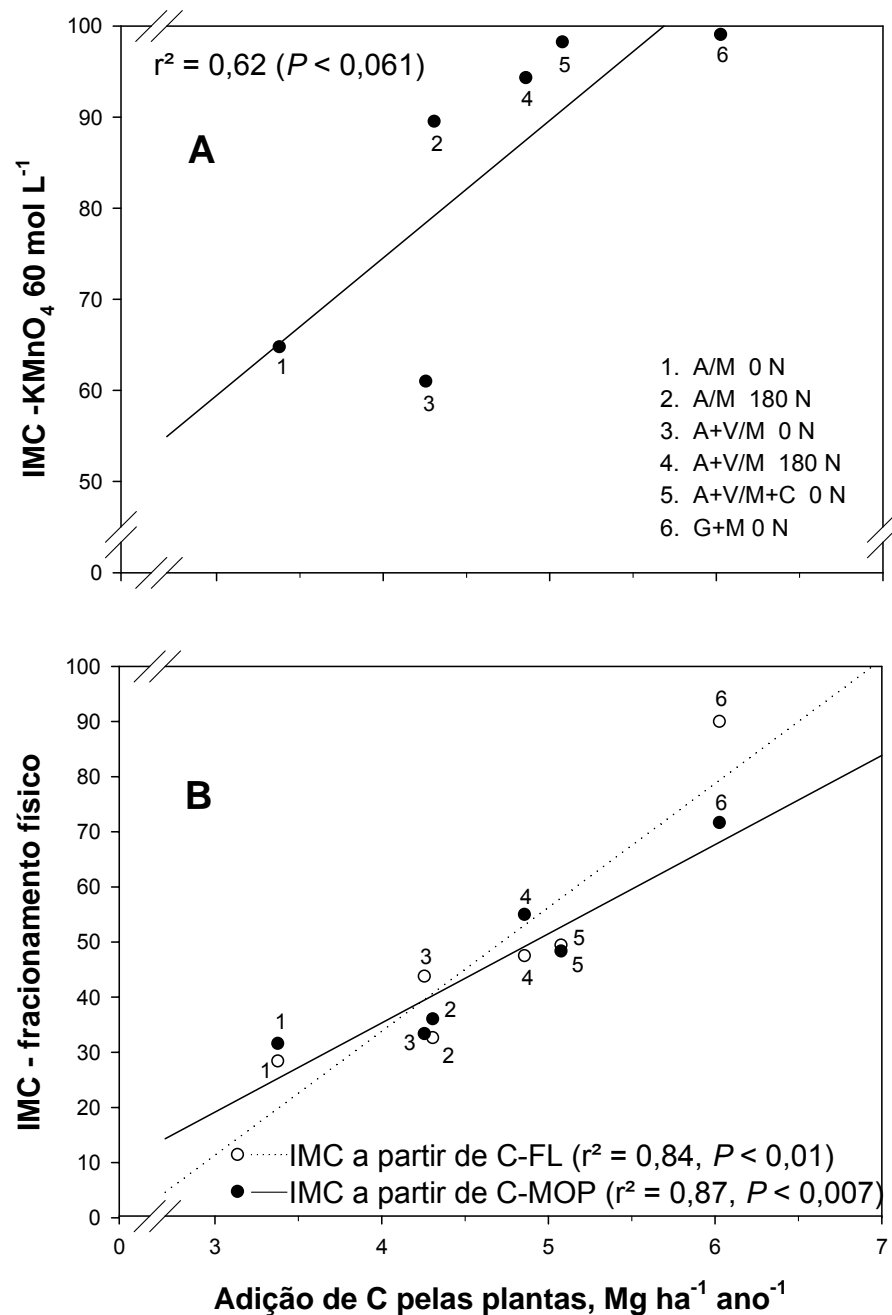 100
90
80
70
60
50
0
IMC -KMnO₄ 60 mol L⁻¹
r² = 0,62 (P < 0,061)
A
1
2
3
4
5
6
1. A/M 0 N
2. A/M 180 N
3. A+V/M 0 N
4. A+V/M 180 N
5. A+V/M+C 0 N
6. G+M 0 N
100
90
80
70
60
50
40
30
20
10
0
IMC - fracionamento físico
B
6
6
4
5
3
4
5
1
2
3
2
1
IMC a partir de C-FL (r² = 0,84, P < 0,01)
IMC a partir de C-MOP (r² = 0,87, P < 0,007)
0 3 4 5 6 7
Adição de C pelas plantas, Mg ha⁻¹ ano⁻¹